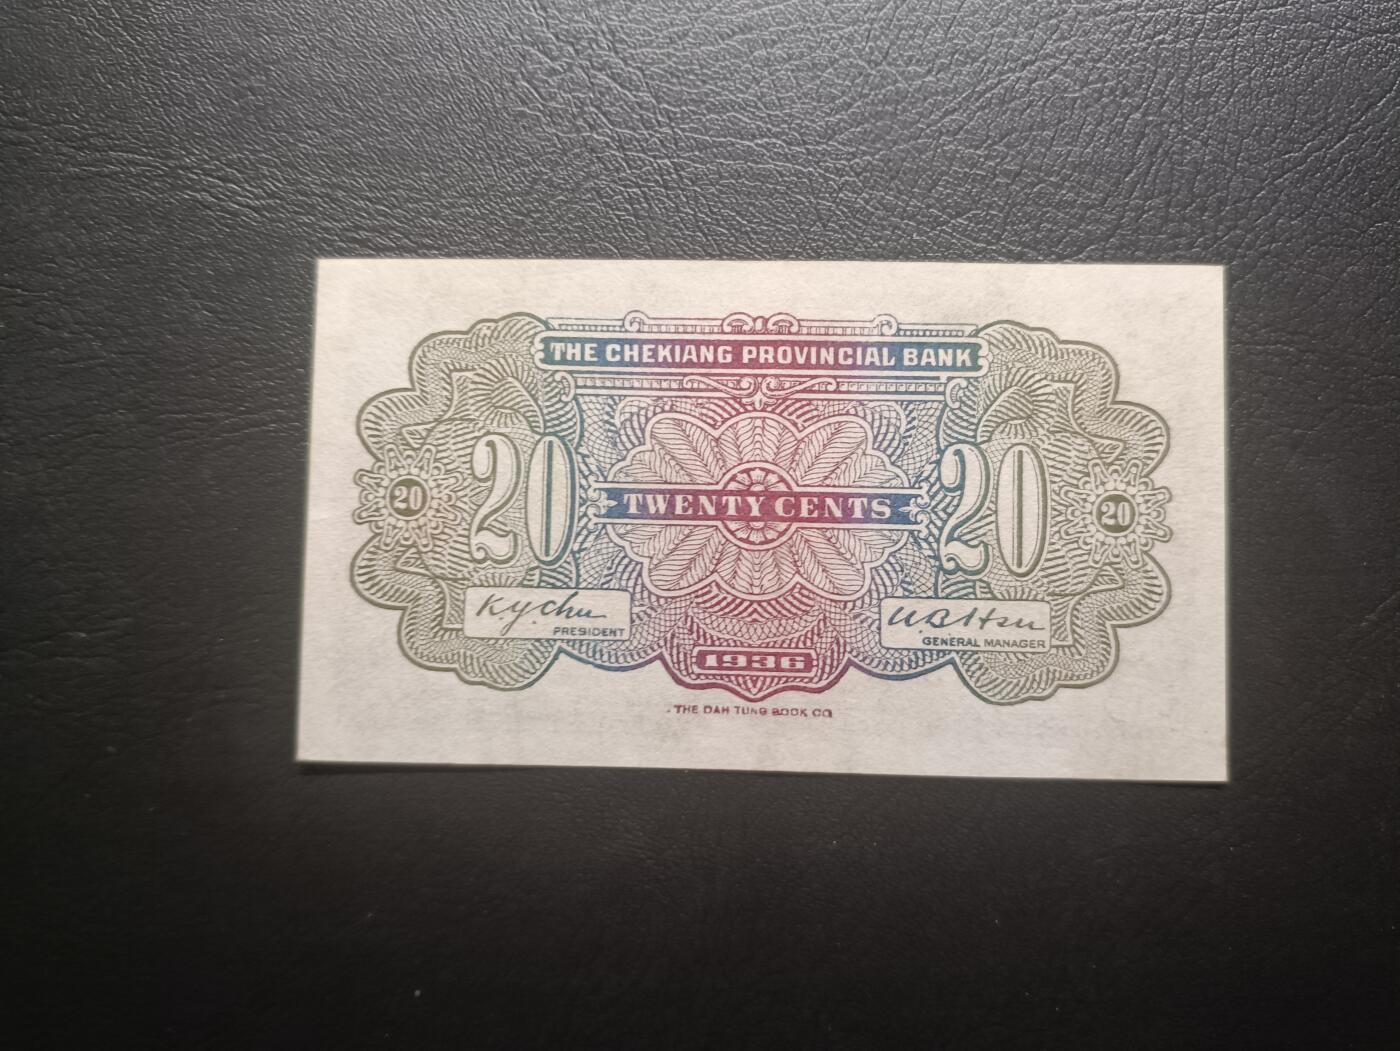 THE CHEKIANG PROVINCIAL BANK
20 20 TWENTY CENTS 20 20
K.Y. Chu
PRESIDENT
U. B. Hsu
GENERAL MANAGER
1936
THE DAH TUNG BOOK CO